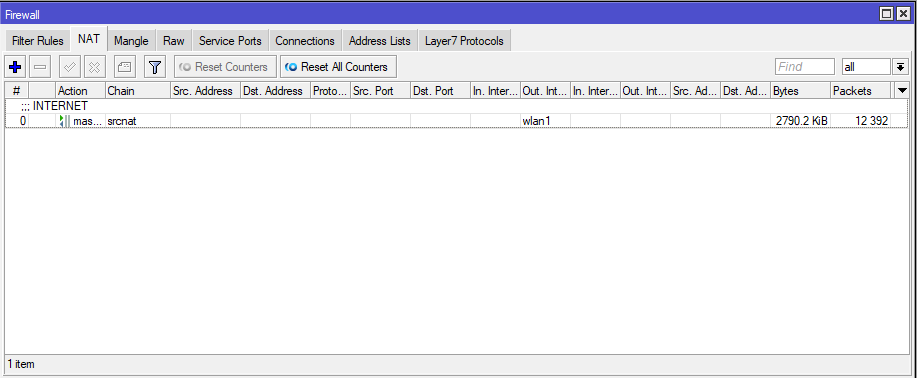 Firewall
Filter Rules NAT Mangle Raw Service Ports Connections Address Lists Layer7 Protocols
Reset Counters Reset All Counters Find all
# Action Chain Src. Address Dst. Address Proto... Src. Port Dst. Port In. Inter... Out. Int... In. Inter... Out. Int... Src. Ad... Dst. Ad... Bytes Packets
;;; INTERNET
0 mas... srcnat wlan1 2790.2 KiB 12 392
1 item